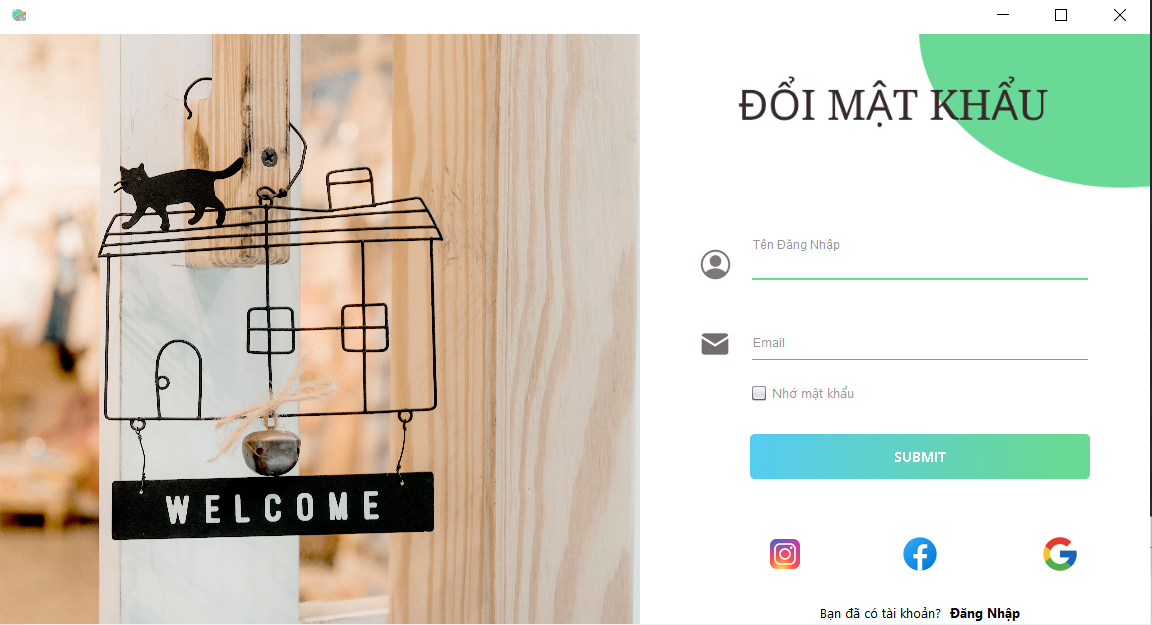 ĐỔI MẬT KHẨU
Tên Đăng Nhập
Email
Nhớ mật khẩu
SUBMIT
WELCOME
Bạn đã có tài khoản? Đăng Nhập